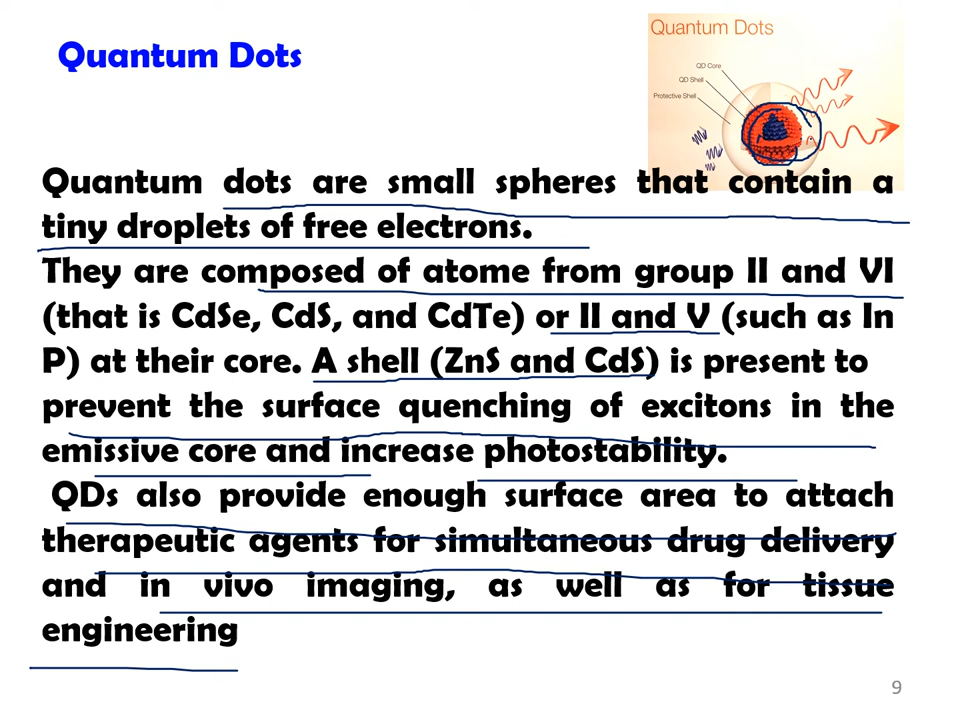 Quantum Dots
Quantum Dots
QD Core
QD Shell
Protective Shell
Quantum dots are small spheres that contain a
tiny droplets of free electrons.
They are composed of atome from group II and VI
(that is CdSe, CdS, and CdTe) or II and V (such as In
P) at their core. A shell (ZnS and CdS) is present to
prevent the surface quenching of excitons in the
emissive core and increase photostability.
QDs also provide enough surface area to attach
therapeutic agents for simultaneous drug delivery
and in vivo imaging, as well as for tissue
engineering
9